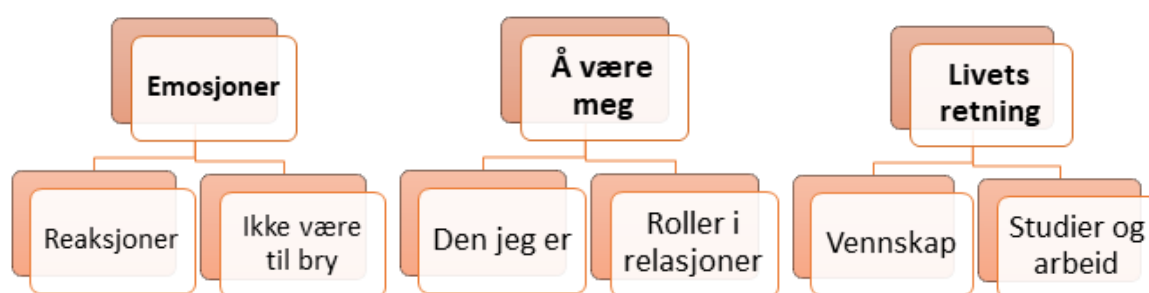 Emosjoner
Å være
meg
Livets
retning
Reaksjoner
Ikke være
til bry
Den jeg er
Roller i
relasjoner
Vennskap
Studier og
arbeid